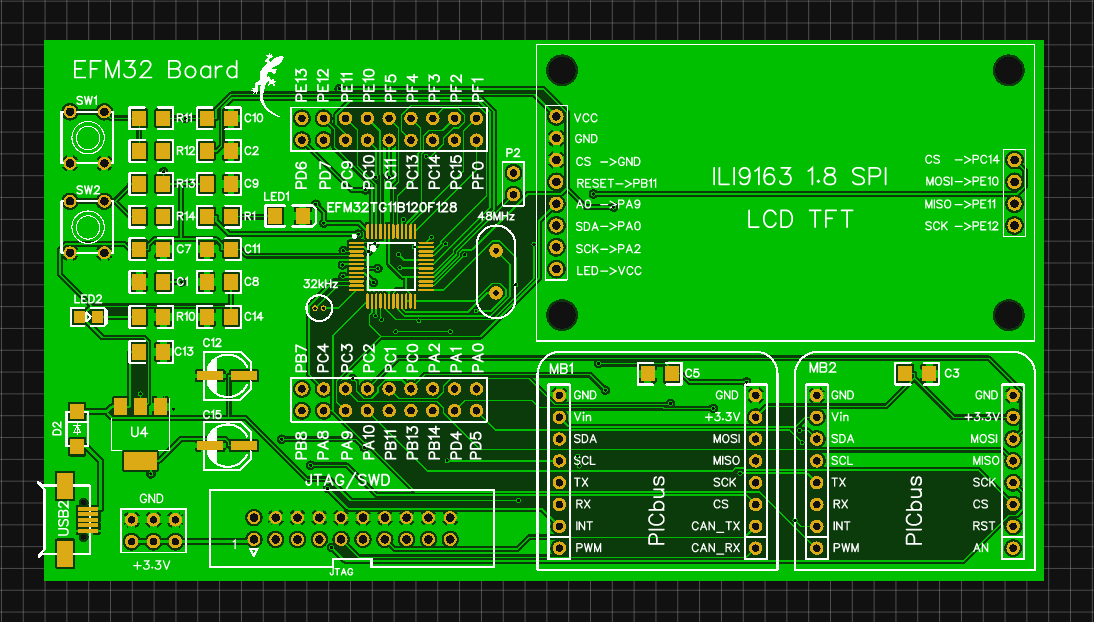 EFM32 Board
SW1
R11
C10
R12
C2
R13
C9
SW2
R14
R1
LED1
C7
C11
C1
C8
LED2
R10
C14
C13
C12
C15
D2
U4
USB2
GND
+3.3V
PE13
PE12
PE11
PE10
PF5
PF4
PF3
PF2
PF1
PD6
PD7
PC9
PC10
PC11
PC13
PC14
PC15
PF0
P2
EFM32TG11B120F128
48MHz
32kHz
PB7
PC4
PC3
PC2
PC1
PC0
PA2
PA1
PA0
PB8
PA8
PA9
PA10
PB11
PB13
PB14
PD4
PD5
JTAG/SWD
1
JTAG
VCC
GND
CS ->GND
RESET->PB11
A0 ->PA9
SDA->PA0
SCK->PA2
LED->VCC
ILI9163 1.8 SPI
LCD TFT
CS ->PC14
MOSI->PE10
MISO->PE11
SCK ->PE12
MB1
C5
GND
Vin
SDA
SCL
TX
RX
INT
PWM
PICbus
GND
+3.3V
MOSI
MISO
SCK
CS
CAN_TX
CAN_RX
MB2
C3
GND
Vin
SDA
SCL
TX
RX
INT
PWM
PICbus
GND
+3.3V
MOSI
MISO
SCK
CS
RST
AN